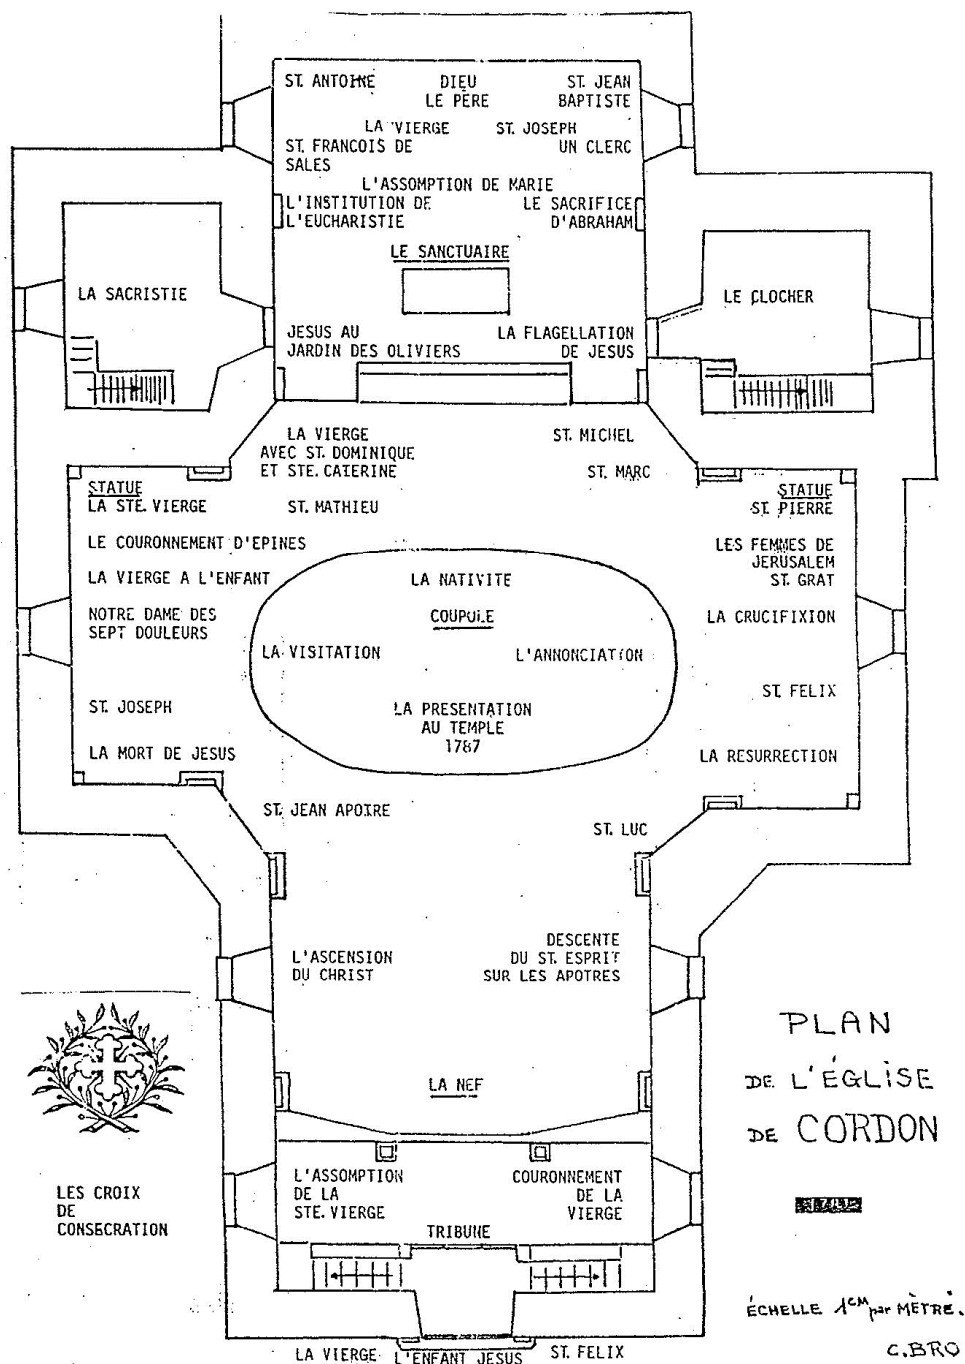 ST. ANTOINE
DIEU
LE PÈRE
ST. JEAN
BAPTISTE
LA VIERGE
ST. JOSEPH
ST. FRANCOIS DE
SALES
UN CLERC
L'ASSOMPTION DE MARIE
L'INSTITUTION DE
L'EUCHARISTIE
LE SACRIFICE
D'ABRAHAM
LE SANCTUAIRE
LA SACRISTIE
LE CLOCHER
JESUS AU
JARDIN DES OLIVIERS
LA FLAGELLATION
DE JESUS
LA VIERGE
AVEC ST. DOMINIQUE
ET STE. CATERINE
ST. MICHEL
ST. MARC
STATUE
LA STE. VIERGE
ST. MATHIEU
STATUE
ST. PIERRE
LE COURONNEMENT D'EPINES
LES FEMMES DE
JERUSALEM
ST. GRAT
LA VIERGE A L'ENFANT
LA NATIVITE
NOTRE DAME DES
SEPT DOULEURS
COUPOLE
LA CRUCIFIXION
LA VISITATION
L'ANNONCIATION
ST. JOSEPH
LA PRESENTATION
AU TEMPLE
1787
ST. FELIX
LA MORT DE JESUS
LA RESURRECTION
ST. JEAN APOTRE
ST. LUC
L'ASCENSION
DU CHRIST
DESCENTE
DU ST. ESPRIT
SUR LES APOTRES
LA NEF
PLAN
DE L'ÉGLISE
DE CORDON
L'ASSOMPTION
DE LA
STE. VIERGE
COURONNEMENT
DE LA
VIERGE
TRIBUNE
LES CROIX
DE
CONSECRATION
ÉCHELLE 1CM par MÈTRE.
C.BRO
LA VIERGE
L'ENFANT JESUS
ST. FELIX